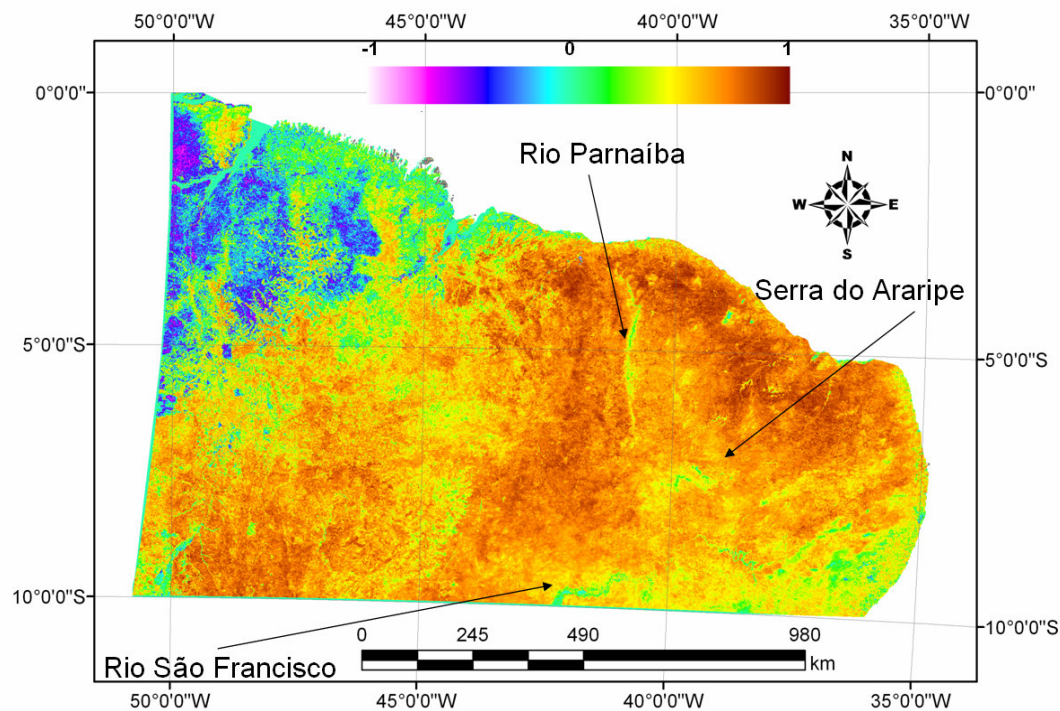 50°0'0"W 45°0'0"W 40°0'0"W 35°0'0"W
-1 0 1
0°0'0" 0°0'0"
Rio Parnaíba
N
W E
S
Serra do Araripe
5°0'0"S 5°0'0"S
10°0'0"S 10°0'0"S
0 245 490 980
km
Rio São Francisco
50°0'0"W 45°0'0"W 40°0'0"W 35°0'0"W